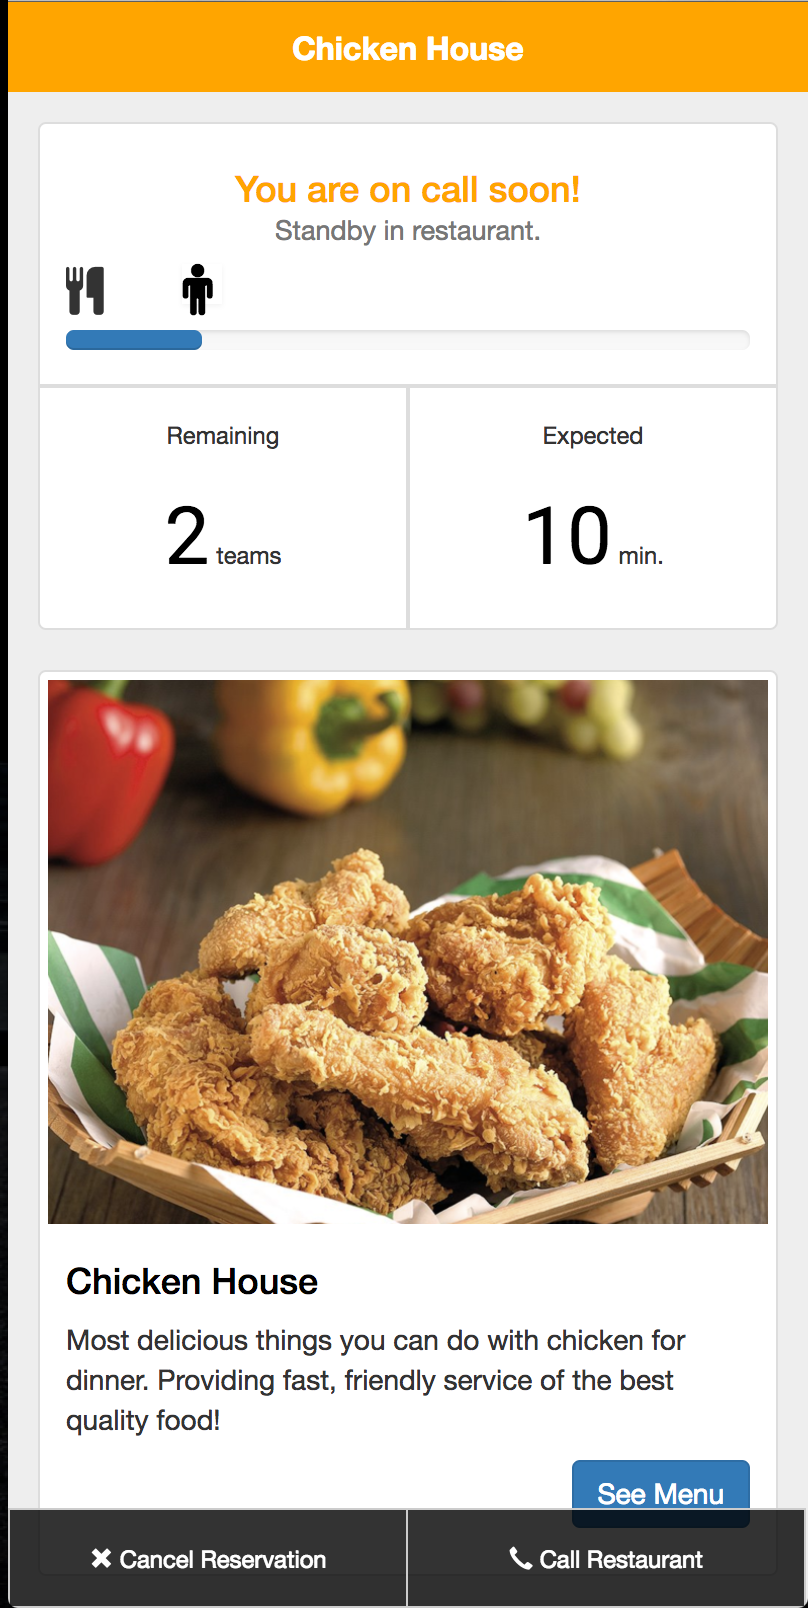 Chicken House
You are on call soon!
Standby in restaurant.
Remaining
2 teams
Expected
10 min.
Chicken House
Most delicious things you can do with chicken for
dinner. Providing fast, friendly service of the best
quality food!
See Menu
Cancel Reservation
Call Restaurant